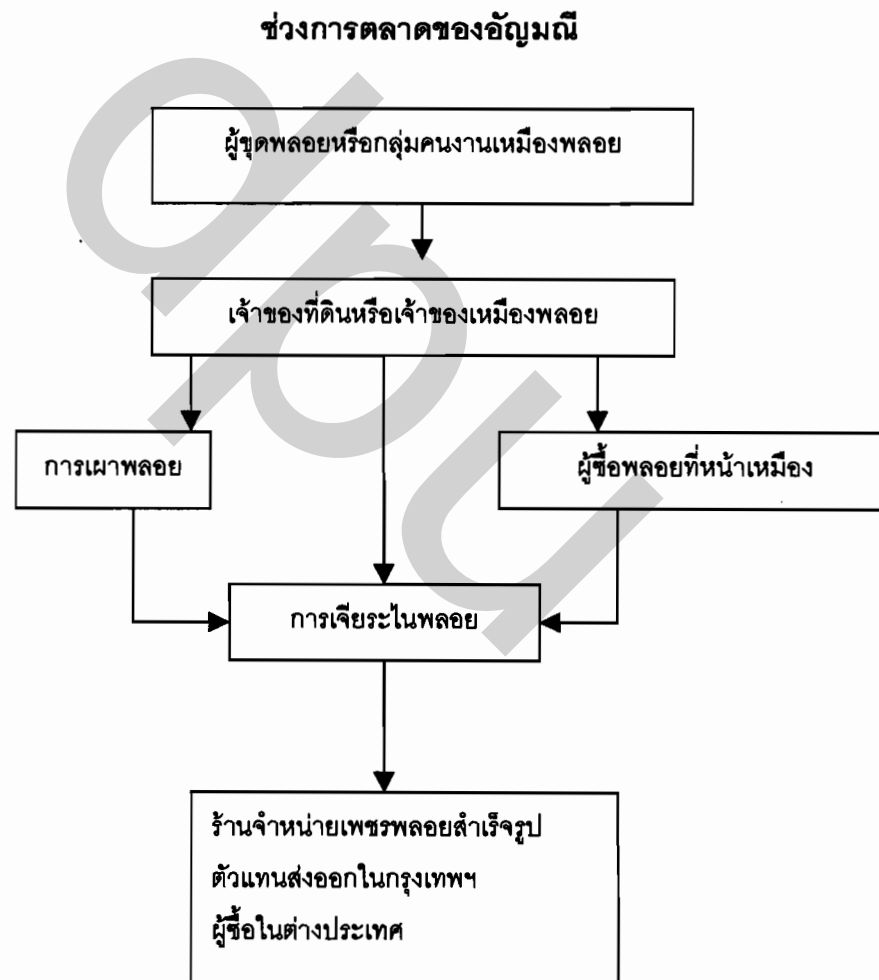 ช่วงการตลาดของอัญมณี
ผู้ขุดพลอยหรือกลุ่มคนงานเหมืองพลอย
เจ้าของที่ดินหรือเจ้าของเหมืองพลอย
การเผาพลอย
ผู้ซื้อพลอยที่หน้าเหมือง
การเจียระไนพลอย
ร้านจำหน่ายเพชรพลอยสำเร็จรูป
ตัวแทนส่งออกในกรุงเทพฯ
ผู้ซื้อในต่างประเทศ
dpu